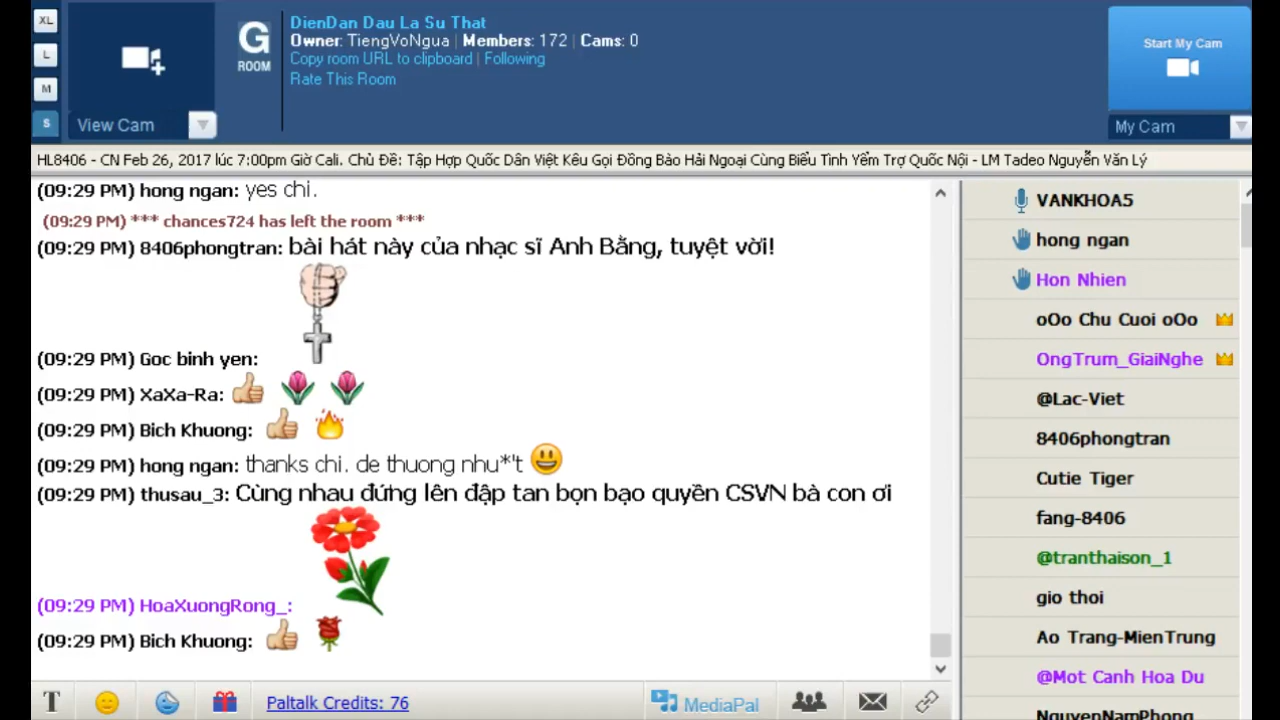 XL
L
M
S
View Cam
G
ROOM
DienDan Dau La Su That
Owner: TiengVoNgua | Members: 172 | Cams: 0
Copy room URL to clipboard | Following
Rate This Room
Start My Cam
My Cam
HL8406 - CN Feb 26, 2017 lúc 7:00pm Giờ Cali. Chủ Đề: Tập Hợp Quốc Dân Việt Kêu Gọi Đồng Bào Hải Ngoại Cùng Biểu Tình Yểm Trợ Quốc Nội - LM Tadeo Nguyễn Văn Lý
(09:29 PM) hong ngan: yes chi.
(09:29 PM) *** chances724 has left the room ***
(09:29 PM) 8406phongtran: bài hát này của nhạc sĩ Anh Bằng, tuyệt vời!
(09:29 PM) Goc binh yen:
(09:29 PM) XaXa-Ra:
(09:29 PM) Bich Khuong:
(09:29 PM) hong ngan: thanks chi. de thuong nhu*'t
(09:29 PM) thusau_3: Cùng nhau đứng lên đập tan bọn bạo quyền CSVN bà con ơi
(09:29 PM) HoaXuongRong_:
(09:29 PM) Bich Khuong:
VANKHOA5
hong ngan
Hon Nhien
oOo Chu Cuoi oOo
OngTrum_GiaiNghe
@Lac-Viet
8406phongtran
Cutie Tiger
fang-8406
@tranthaison_1
gio thoi
Ao Trang-MienTrung
@Mot Canh Hoa Du
NguyenNamPhong
T
Paltalk Credits: 76
MediaPal